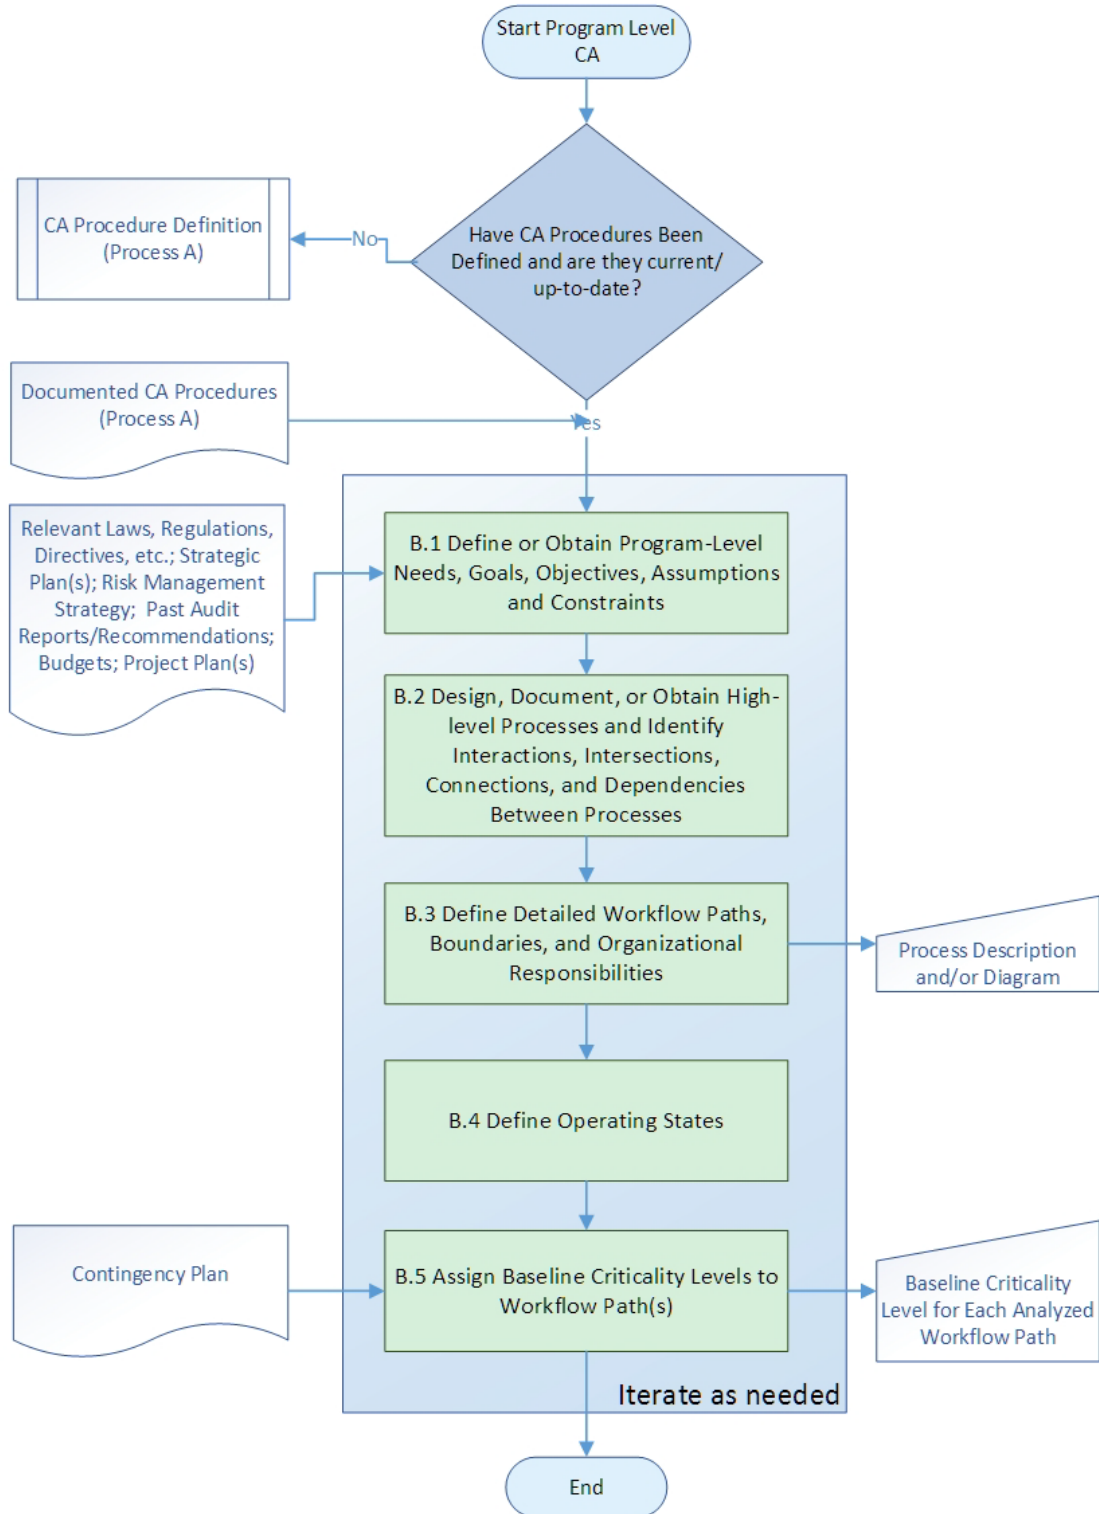 Start Program Level
CA
CA Procedure Definition
(Process A)
No
Have CA Procedures Been
Defined and are they current/
up-to-date?
Documented CA Procedures
(Process A)
Yes
Relevant Laws, Regulations,
Directives, etc.; Strategic
Plan(s); Risk Management
Strategy;  Past Audit
Reports/Recommendations;
Budgets; Project Plan(s)
B.1 Define or Obtain Program-Level
Needs, Goals, Objectives, Assumptions
and Constraints
B.2 Design, Document, or Obtain High-
level Processes and Identify
Interactions, Intersections,
Connections, and Dependencies
Between Processes
B.3 Define Detailed Workflow Paths,
Boundaries, and Organizational
Responsibilities
Process Description
and/or Diagram
B.4 Define Operating States
Contingency Plan
B.5 Assign Baseline Criticality Levels to
Workflow Path(s)
Baseline Criticality
Level for Each Analyzed
Workflow Path
Iterate as needed
End